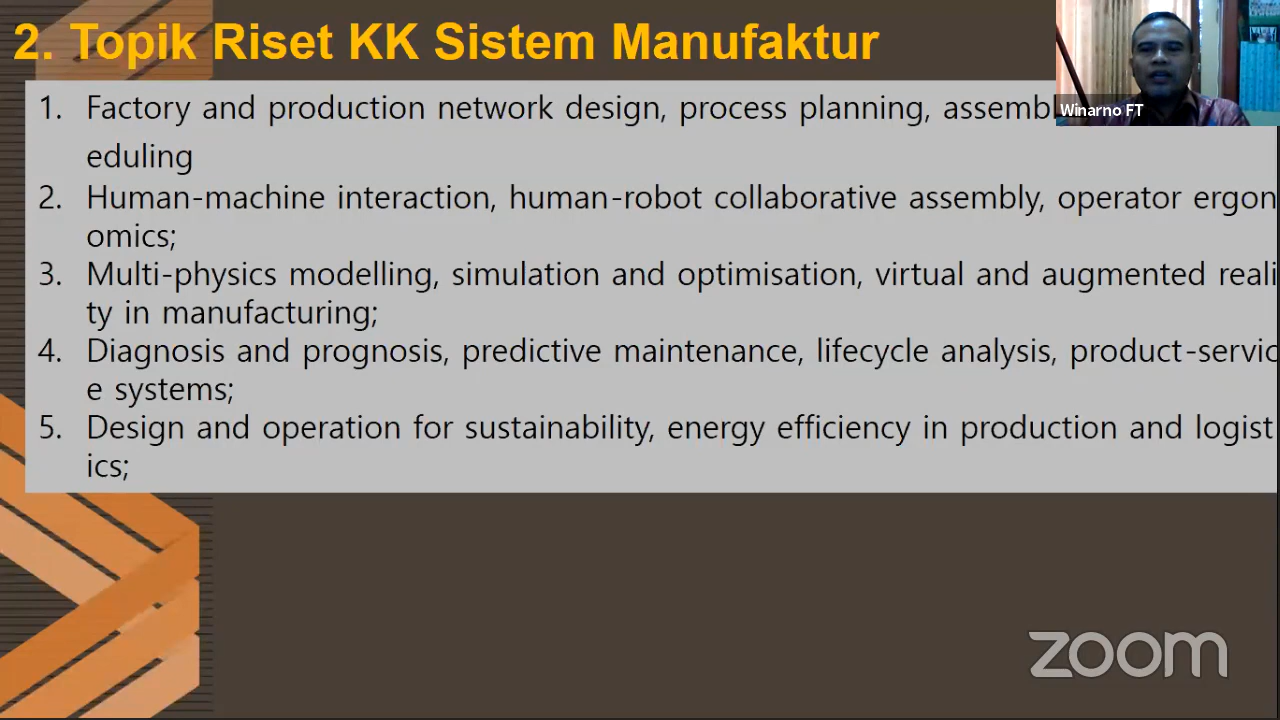 2. Topik Riset KK Sistem Manufaktur
Winarno FT
1. Factory and production network design, process planning,
eduling
2. Human-machine interaction, human-robot collaborative assembly, operator ergon
omics;
3. Multi-physics modelling, simulation and optimisation, virtual and augmented reali
ty in manufacturing;
4. Diagnosis and prognosis, predictive maintenance, lifecycle analysis, product-servic
e systems;
5. Design and operation for sustainability, energy efficiency in production and logist
ics;
zoom